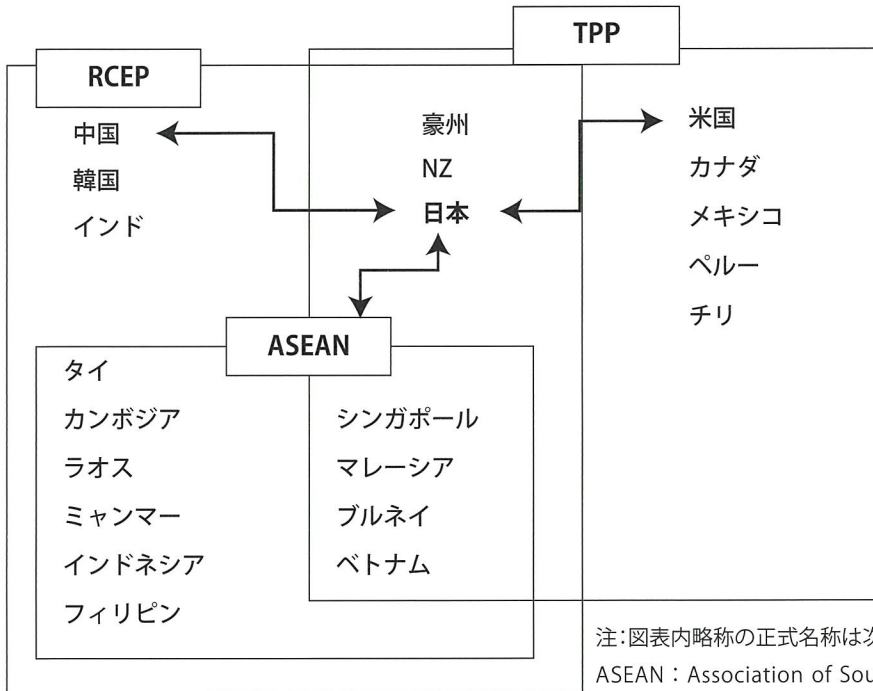 TPP
RCEP
中国
韓国
インド
豪州
NZ
日本
米国
カナダ
メキシコ
ペルー
チリ
ASEAN
タイ
カンボジア
ラオス
ミャンマー
インドネシア
フィリピン
シンガポール
マレーシア
ブルネイ
ベトナム
注：図表内略称の正式名称は次
ASEAN：Association of Sou